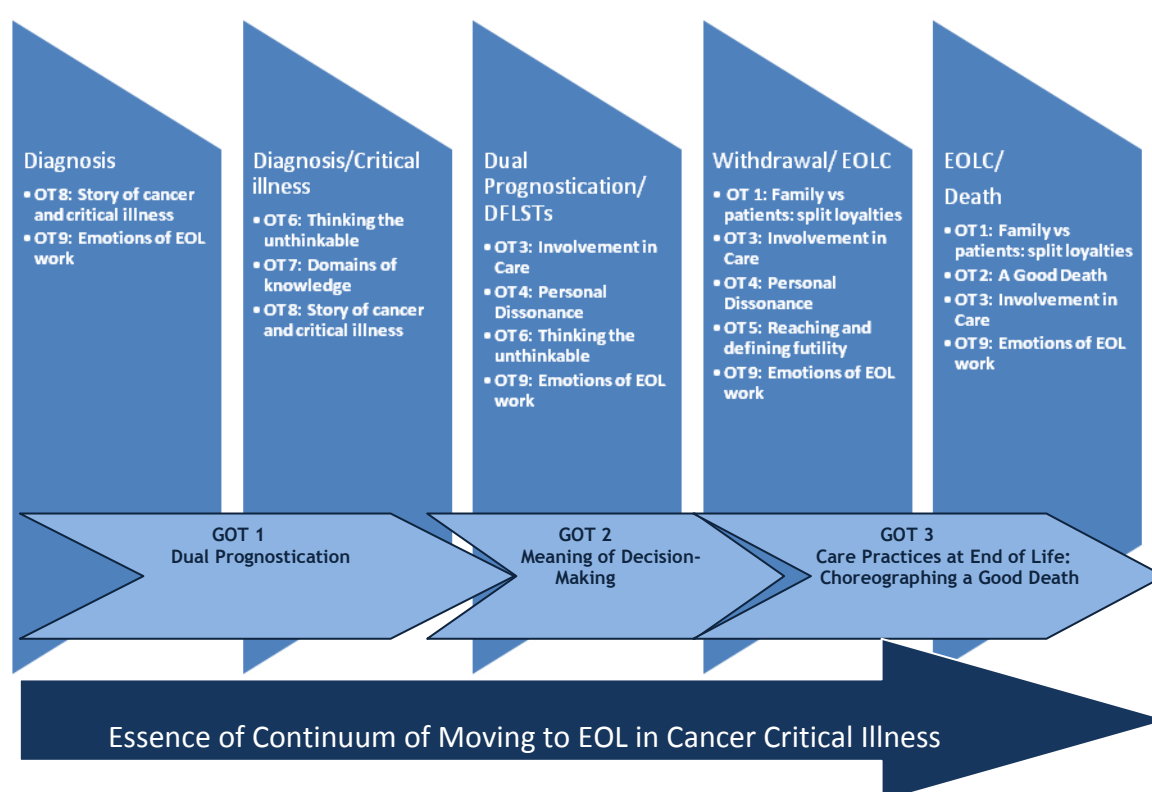 Diagnosis
• OT8: Story of cancer
and critical illness
• OT9: Emotions of EOL
work
Diagnosis/Critical
illness
• OT6: Thinking the
unthinkable
• OT7: Domains of
knowledge
• OT8: Story of cancer
and critical illness
Dual
Prognostication/
DFLSTs
• OT3: Involvement in
Care
• OT4: Personal
Dissonance
• OT6: Thinking the
unthinkable
• OT9: Emotions of EOL
work
Withdrawal/ EOLC
• OT 1: Family vs
patients: split loyalties
• OT3: Involvement in
Care
• OT4: Personal
Dissonance
• OT5: Reaching and
defining futility
• OT9: Emotions of EOL
work
EOLC/
Death
• OT1: Family vs
patients: split loyalties
• OT2: A Good Death
• OT3: Involvement in
Care
• OT9: Emotions of EOL
work
GOT 1
Dual Prognostication
GOT 2
Meaning of Decision-
Making
GOT 3
Care Practices at End of Life:
Choreographing a Good Death
Essence of Continuum of Moving to EOL in Cancer Critical Illness